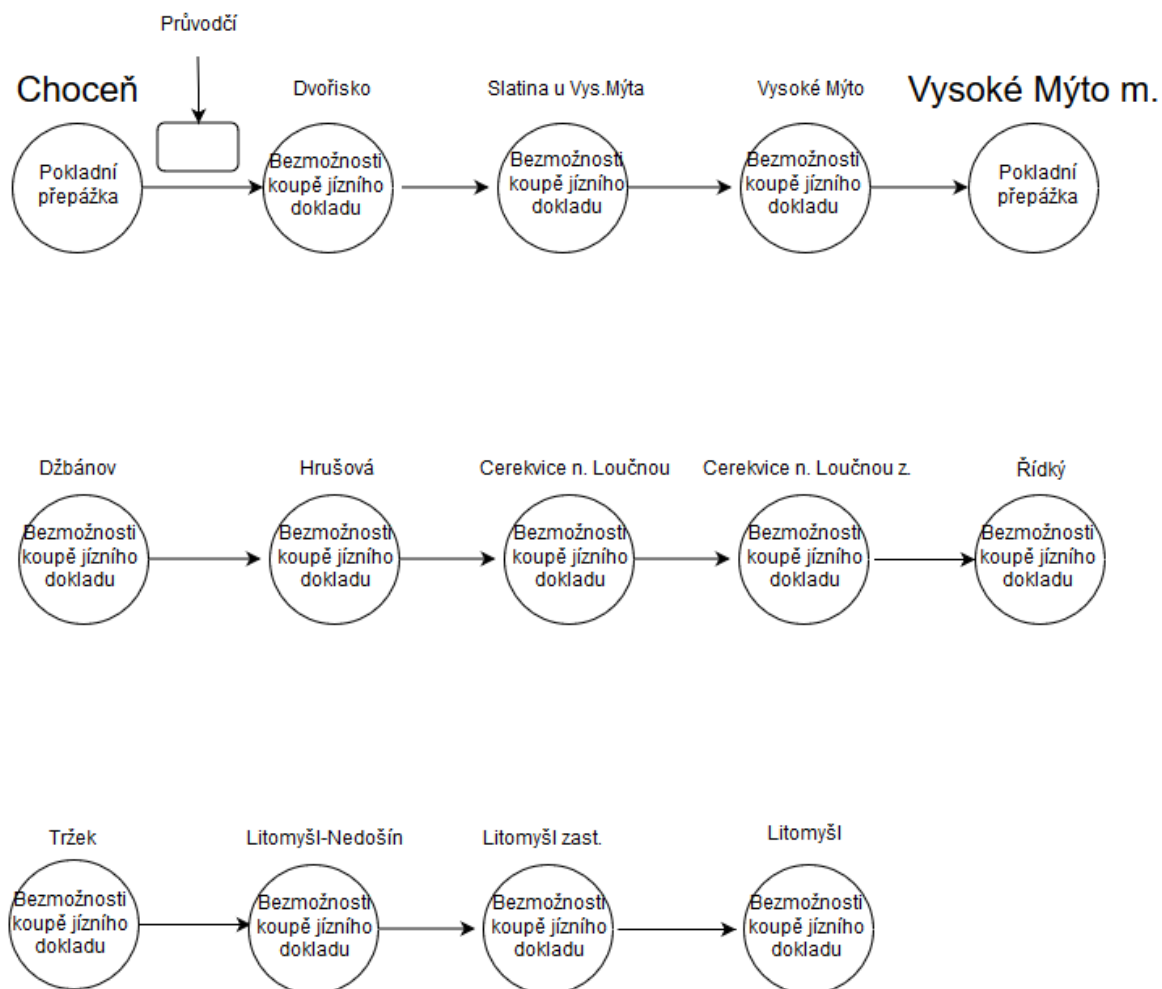 Průvodčí
Choceň
Dvořisko
Slatina u Vys.Mýta
Vysoké Mýto
Vysoké Mýto m.
Pokladní
přepážka
Bezmožnosti
koupě jízního
dokladu
Bezmožnosti
koupě jízního
dokladu
Bezmožnosti
koupě jízního
dokladu
Pokladní
přepážka
Džbánov
Hrušová
Cerekvice n. Loučnou
Cerekvice n. Loučnou z.
Řídký
Bezmožnosti
koupě jízního
dokladu
Bezmožnosti
koupě jízního
dokladu
Bezmožnosti
koupě jízního
dokladu
Bezmožnosti
koupě jízního
dokladu
Bezmožnosti
koupě jízního
dokladu
Tržek
Litomyšl-Nedošín
Litomyšl zast.
Litomyšl
Bezmožnosti
koupě jízního
dokladu
Bezmožnosti
koupě jízního
dokladu
Bezmožnosti
koupě jízního
dokladu
Bezmožnosti
koupě jízního
dokladu